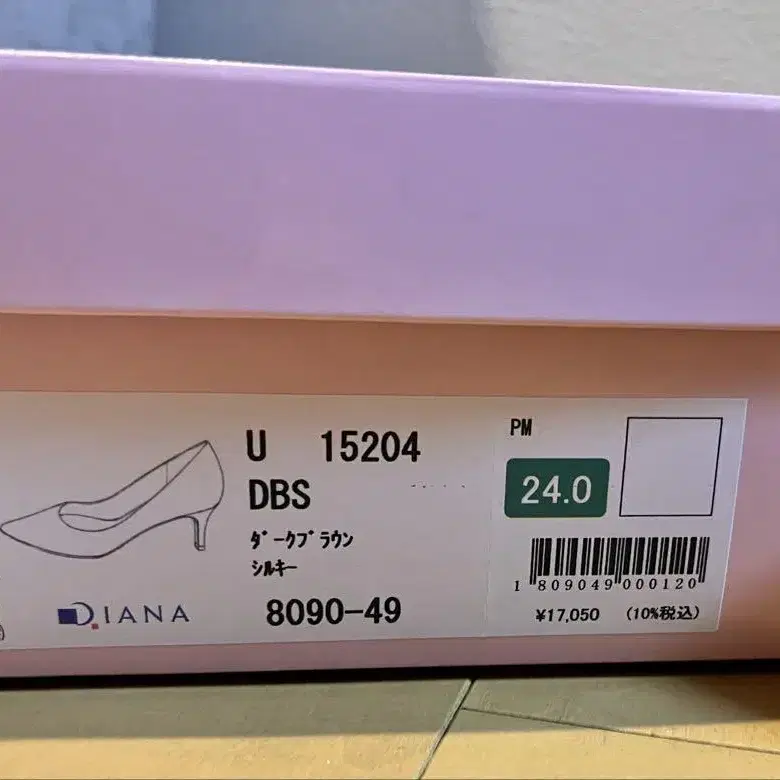 U 15204
DBS
ﾀﾞｰｸﾌﾞﾗｳﾝ
ｼﾙｷｰ
DIANA
8090-49
PM
24.0
1 809049 000120
¥17,050 (10%税込)